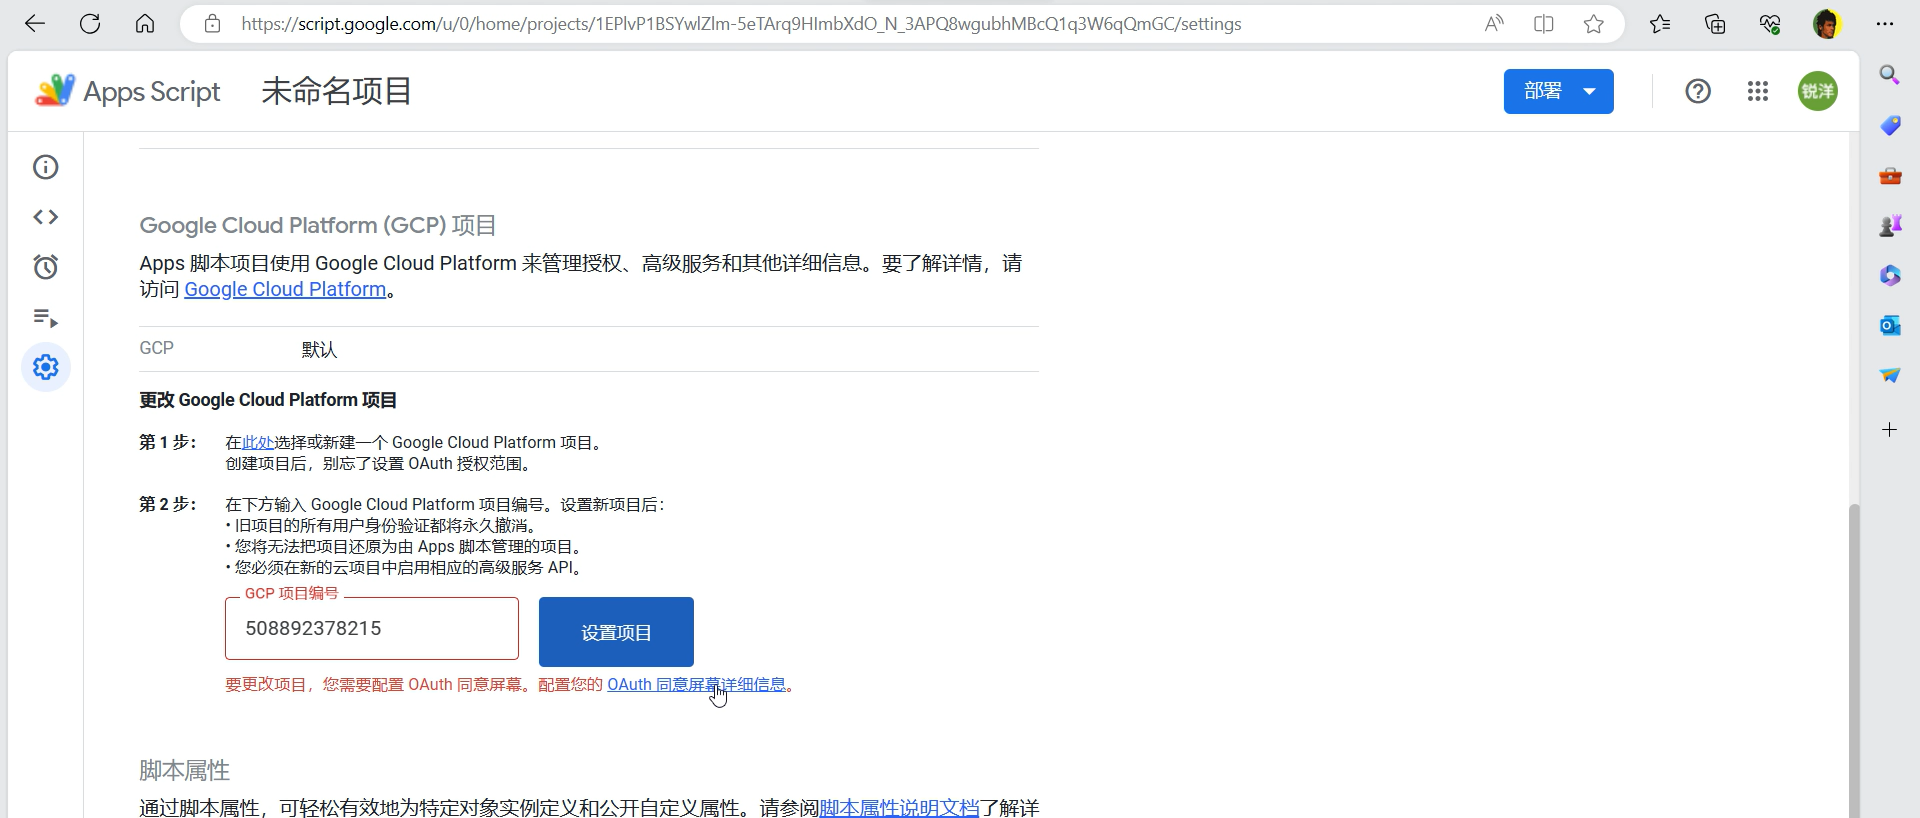 https://script.google.com/u/0/home/projects/1EPlvP1BSYwlZlm-5eTArq9HImbXdO_N_3APQ8wgubhMBcQ1q3W6qQmGC/settings
Apps Script 未命名项目 部署 锐洋
Google Cloud Platform (GCP) 项目
Apps 脚本项目使用 Google Cloud Platform 来管理授权、高级服务和其他详细信息。要了解详情，请
访问 Google Cloud Platform。
GCP 默认
更改 Google Cloud Platform 项目
第 1 步： 在此处选择或新建一个 Google Cloud Platform 项目。
创建项目后，别忘了设置 OAuth 授权范围。
第 2 步： 在下方输入 Google Cloud Platform 项目编号。设置新项目后：
• 旧项目的所有用户身份验证都将永久撤消。
• 您将无法把项目还原为由 Apps 脚本管理的项目。
• 您必须在新的云项目中启用相应的高级服务 API。
GCP 项目编号
508892378215 设置项目
要更改项目，您需要配置 OAuth 同意屏幕。配置您的 OAuth 同意屏幕详细信息。
脚本属性
通过脚本属性，可轻松有效地为特定对象实例定义和公开自定义属性。请参阅脚本属性说明文档了解详